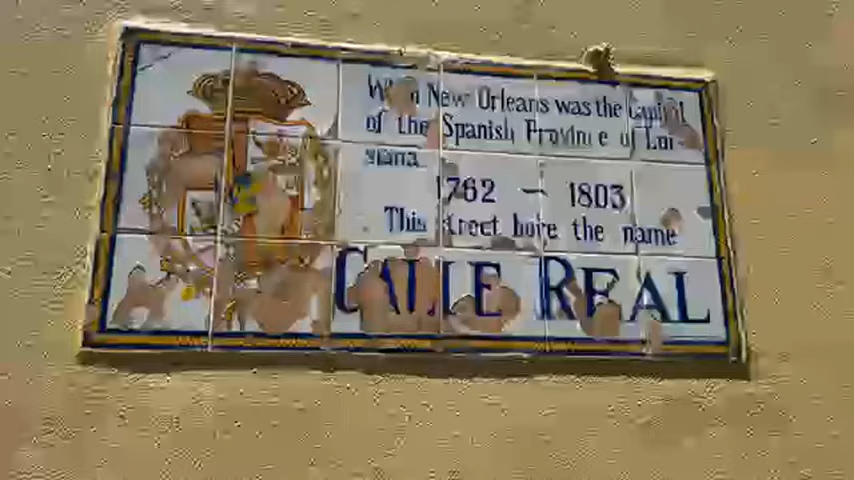 When New Orleans was the Capital
of the Spanish Province of Loui-
siana
1762 — 1803
This street bore the name
CALLE REAL